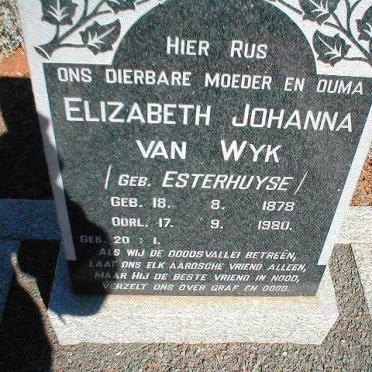 HIER RUS
ONS DIERBARE MOEDER EN OUMA
ELIZABETH JOHANNA
VAN WYK
(GEB. ESTERHUYSE)
GEB. 18. 8. 1878
OORL. 17. 9. 1980.
GES. 20 : 1.
ALS WIJ DE DOODSVALLEI BETREÊN,
LAAT ONS ELK AARDSCHE VRIEND ALLEEN,
MAAR HIJ DE BESTE VRIEND IN NOOD,
VERZELT ONS OVER GRAF EN DOOD.